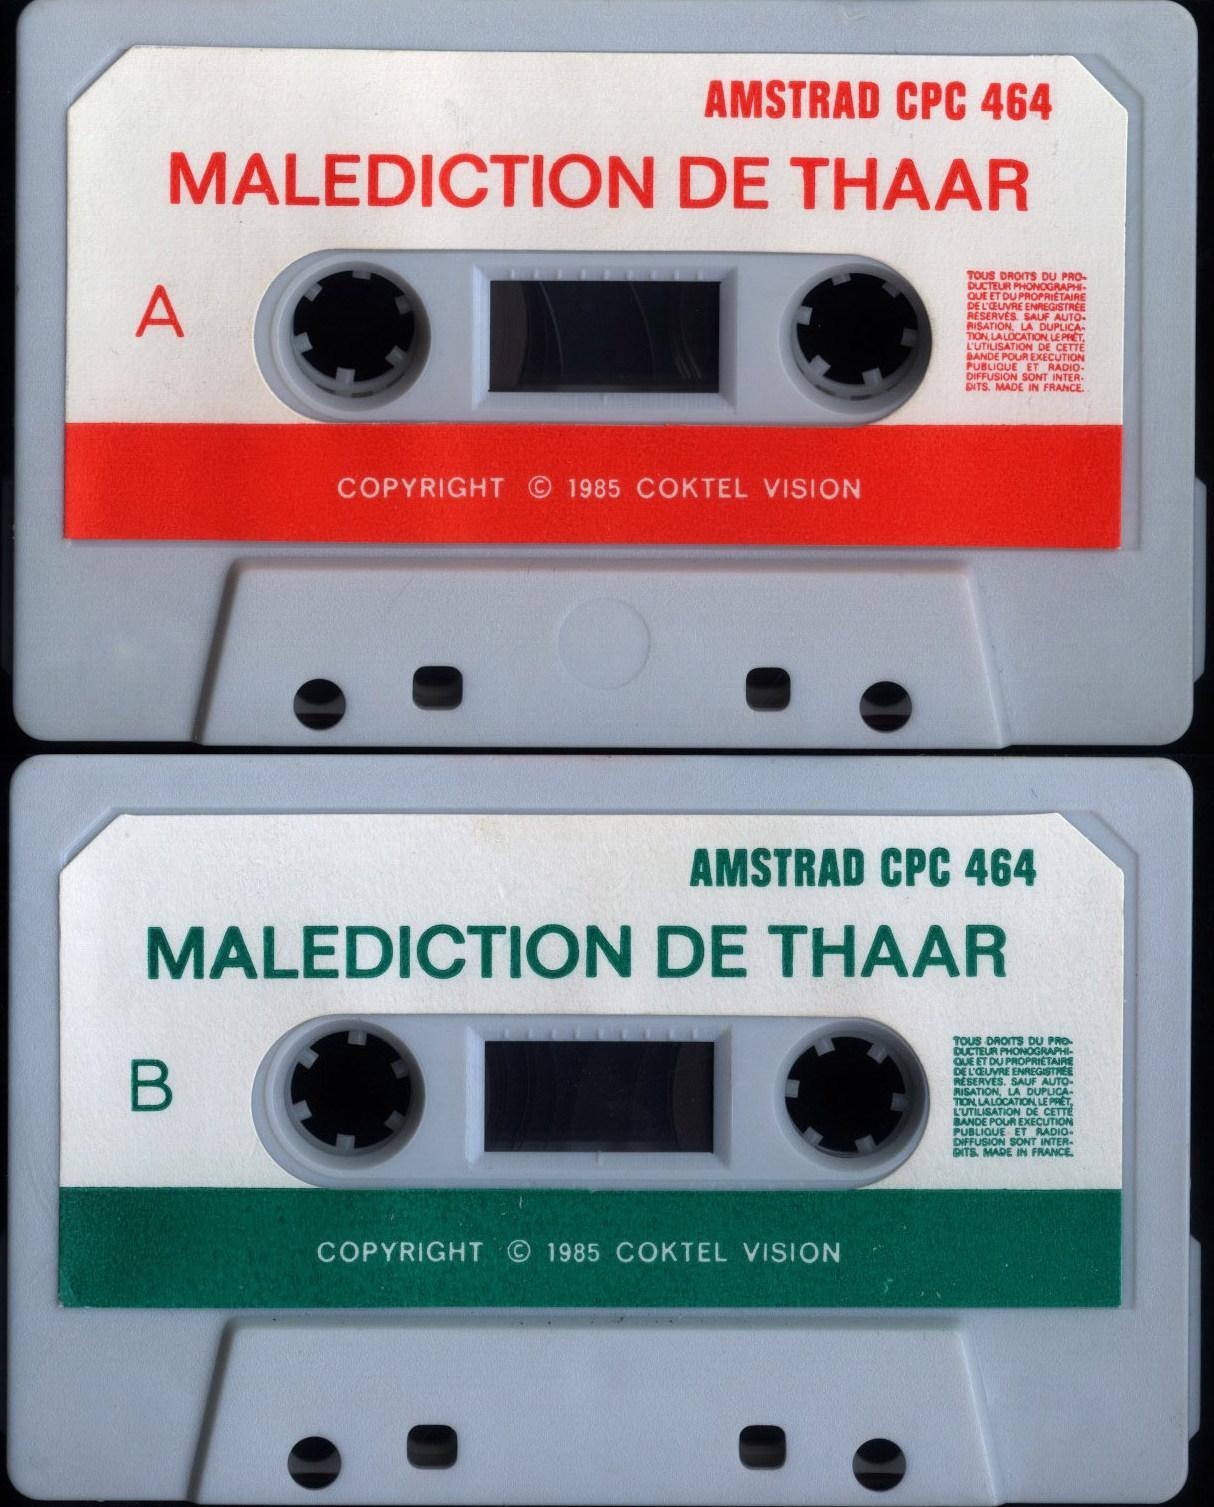 AMSTRAD CPC 464
MALEDICTION DE THAAR
A
TOUS DROITS DU PRO-
DUCTEUR PHONOGRAPHI-
QUE ET DU PROPRIÉTAIRE
DE L'ŒUVRE ENREGISTRÉE
RÉSERVÉS. SAUF AUTO-
RISATION, LA DUPLICA-
TION, LA LOCATION, LE PRÊT,
L'UTILISATION DE CETTE
BANDE POUR EXECUTION
PUBLIQUE ET RADIO-
DIFFUSION SONT INTER-
DITS. MADE IN FRANCE.
COPYRIGHT © 1985 COKTEL VISION
AMSTRAD CPC 464
MALEDICTION DE THAAR
B
TOUS DROITS DU PRO-
DUCTEUR PHONOGRAPHI-
QUE ET DU PROPRIÉTAIRE
DE L'ŒUVRE ENREGISTRÉE
RÉSERVÉS. SAUF AUTO-
RISATION, LA DUPLICA-
TION, LA LOCATION, LE PRÊT,
L'UTILISATION DE CETTE
BANDE POUR EXECUTION
PUBLIQUE ET RADIO-
DIFFUSION SONT INTER-
DITS. MADE IN FRANCE.
COPYRIGHT © 1985 COKTEL VISION